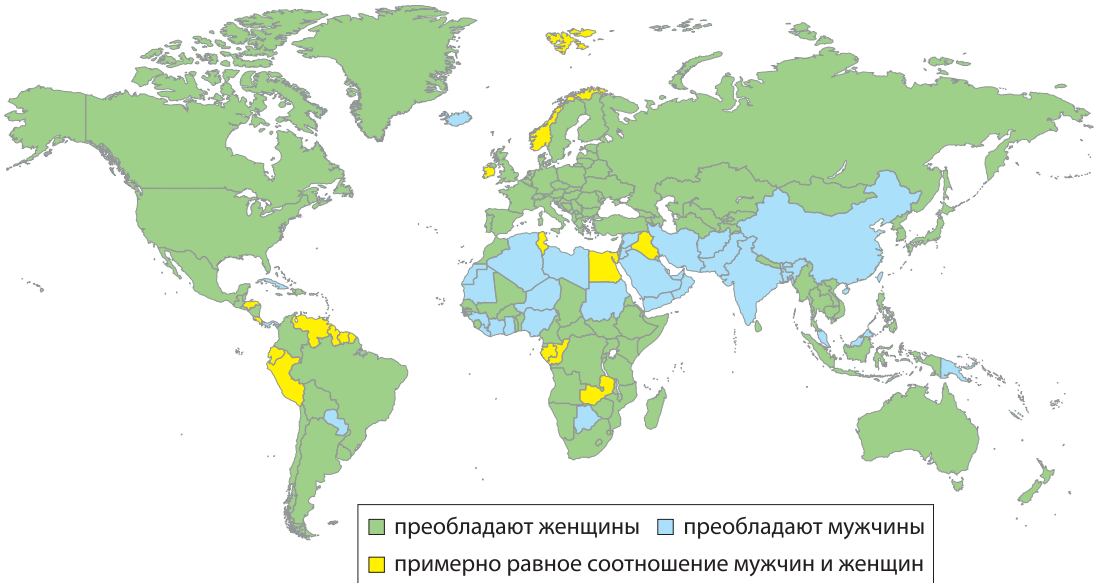 преобладают женщины преобладают мужчины
примерно равное соотношение мужчин и женщин